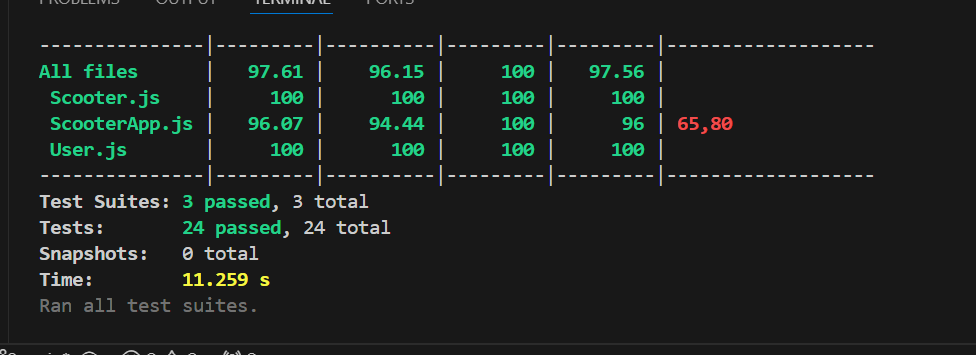 PROBLEMS OUTPUT TERMINAL PORTS
---------------|---------|----------|---------|---------|-------------------
All files      |   97.61 |    96.15 |     100 |   97.56 |
 Scooter.js    |     100 |      100 |     100 |     100 |
 ScooterApp.js |   96.07 |    94.44 |     100 |      96 | 65,80
 User.js       |     100 |      100 |     100 |     100 |
---------------|---------|----------|---------|---------|-------------------
Test Suites: 3 passed, 3 total
Tests:       24 passed, 24 total
Snapshots:   0 total
Time:        11.259 s
Ran all test suites.